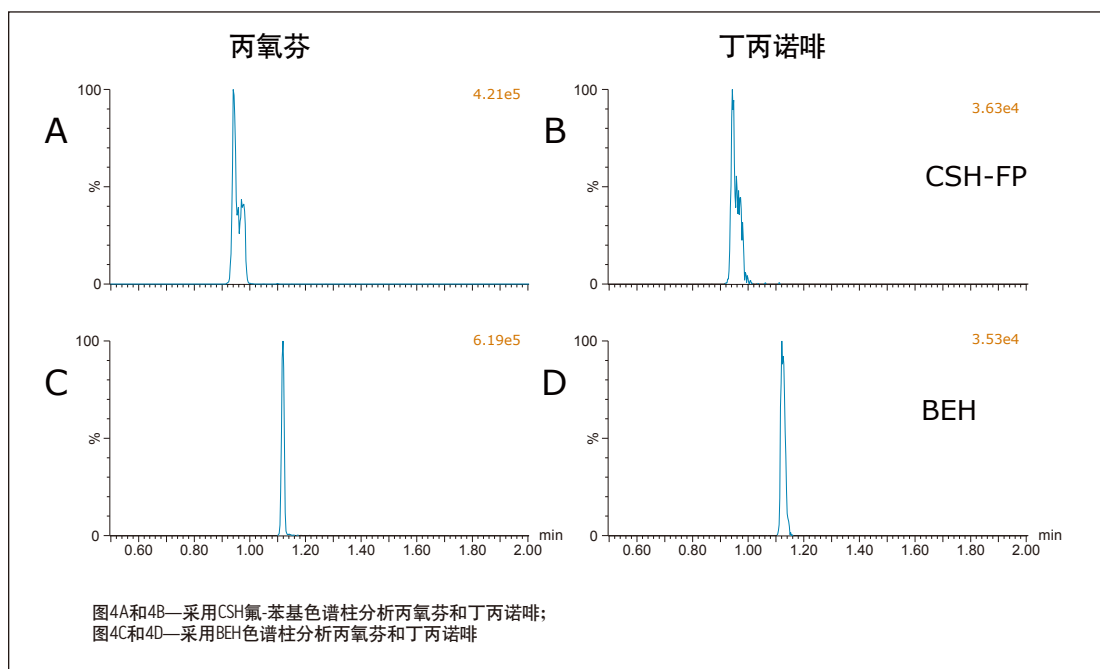 丙氧芬
丁丙诺啡
A
100
%
0
4.21e5
B
100
%
0
3.63e4
CSH-FP
C
100
%
0
6.19e5
0.60 0.80 1.00 1.20 1.40 1.60 1.80 2.00
min
D
100
%
0
3.53e4
BEH
0.60 0.80 1.00 1.20 1.40 1.60 1.80 2.00
min
图4A和4B—采用CSH氟-苯基色谱柱分析丙氧芬和丁丙诺啡；
图4C和4D—采用BEH色谱柱分析丙氧芬和丁丙诺啡